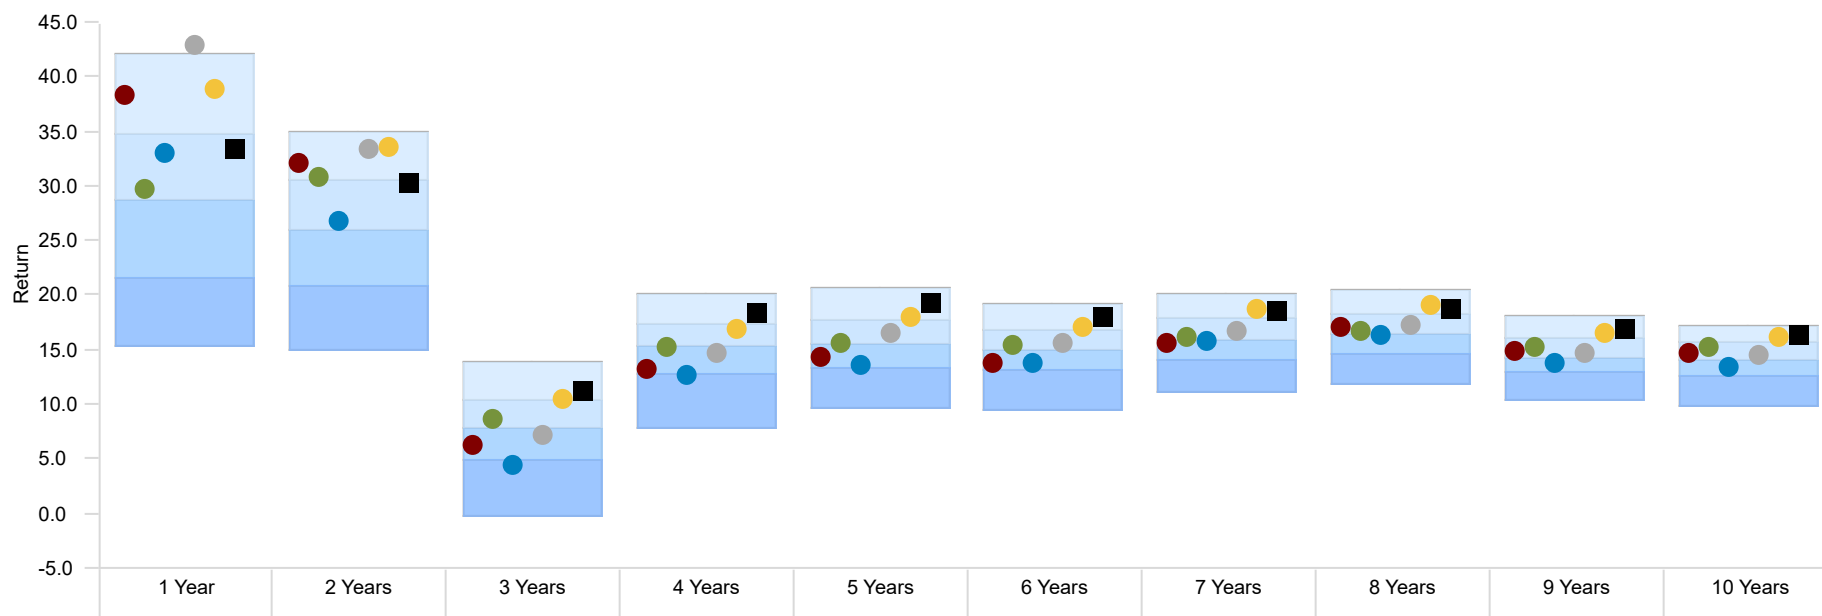 45.0
40.0
35.0
30.0
25.0
20.0
15.0
10.0
5.0
0.0
-5.0
Return
1 Year
2 Years
3 Years
4 Years
5 Years
6 Years
7 Years
8 Years
9 Years
10 Years